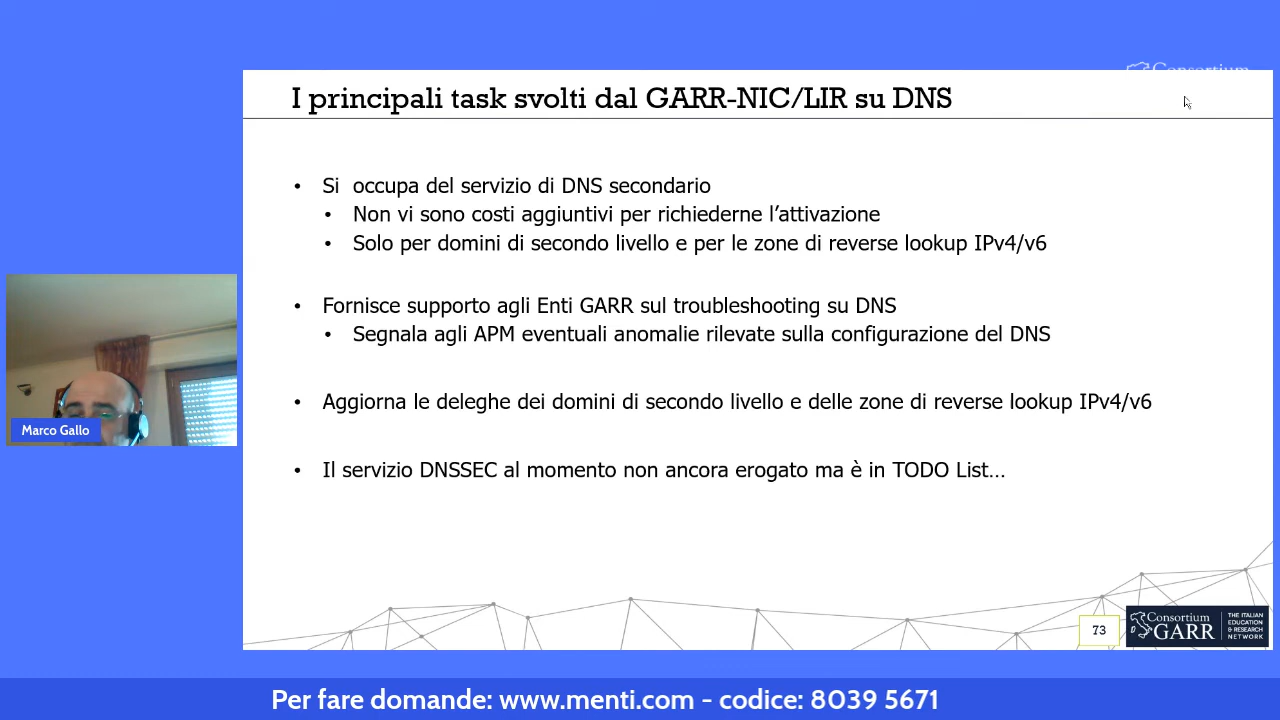 Consortium
I principali task svolti dal GARR-NIC/LIR su DNS
• Si occupa del servizio di DNS secondario
• Non vi sono costi aggiuntivi per richiederne l’attivazione
• Solo per domini di secondo livello e per le zone di reverse lookup IPv4/v6
• Fornisce supporto agli Enti GARR sul troubleshooting su DNS
• Segnala agli APM eventuali anomalie rilevate sulla configurazione del DNS
• Aggiorna le deleghe dei domini di secondo livello e delle zone di reverse lookup IPv4/v6
• Il servizio DNSSEC al momento non ancora erogato ma è in TODO List…
Marco Gallo
73
Consortium
GARR
THE ITALIAN
EDUCATION
& RESEARCH
NETWORK
Per fare domande: www.menti.com - codice: 8039 5671